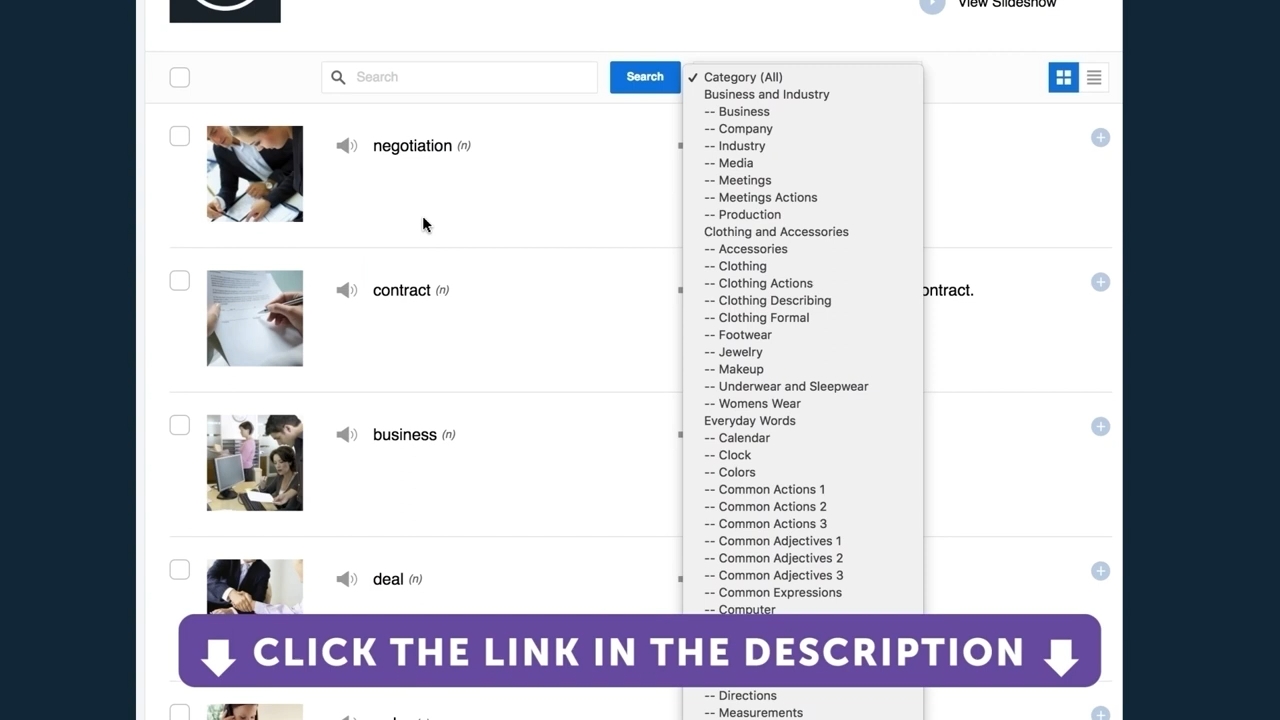 View Slideshow
Search
Search
Category (All)
Business and Industry
-- Business
-- Company
-- Industry
-- Media
-- Meetings
-- Meetings Actions
-- Production
Clothing and Accessories
-- Accessories
-- Clothing
-- Clothing Actions
-- Clothing Describing
-- Clothing Formal
-- Footwear
-- Jewelry
-- Makeup
-- Underwear and Sleepwear
-- Womens Wear
Everyday Words
-- Calendar
-- Clock
-- Colors
-- Common Actions 1
-- Common Actions 2
-- Common Actions 3
-- Common Adjectives 1
-- Common Adjectives 2
-- Common Adjectives 3
-- Common Expressions
-- Computer
-- Directions
-- Measurements
negotiation (n)
contract (n)
ontract.
business (n)
deal (n)
CLICK THE LINK IN THE DESCRIPTION